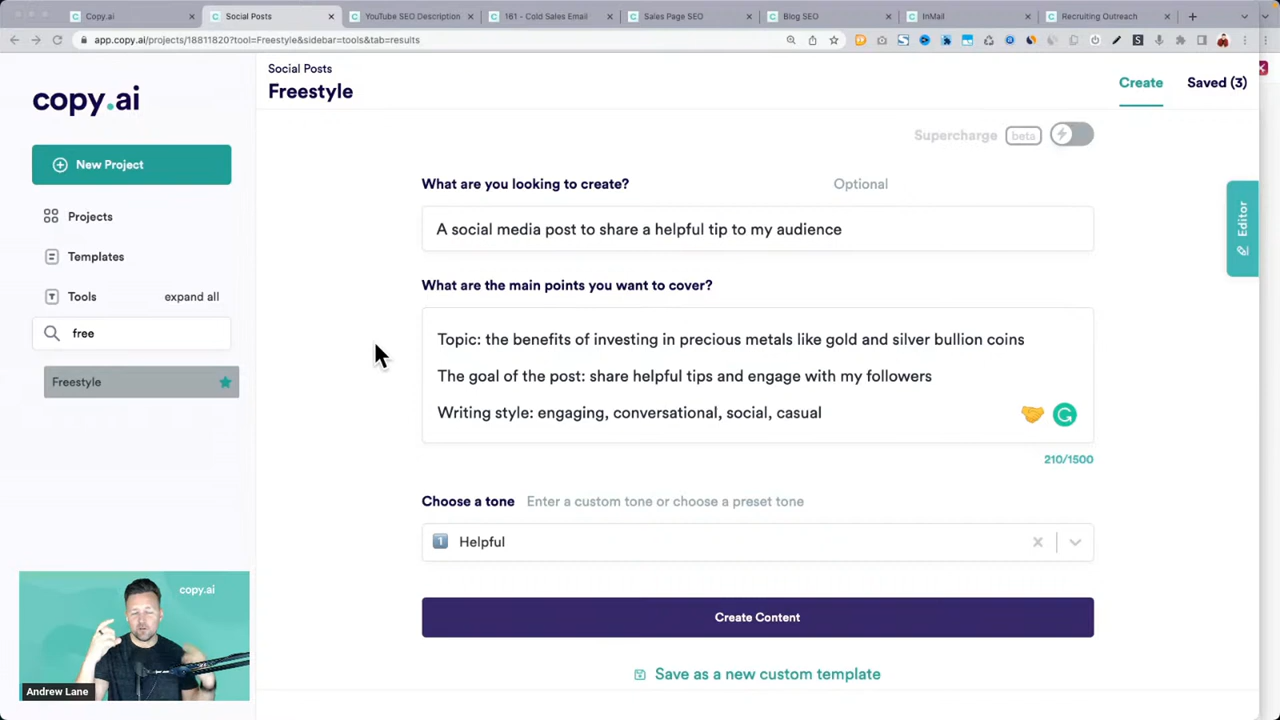 Copy.ai
Social Posts
YouTube SEO Description
161 - Cold Sales Email
Sales Page SEO
Blog SEO
InMail
Recruiting Outreach
app.copy.ai/projects/18811820?tool=Freestyle&sidebar=tools&tab=results
copy.ai
New Project
Projects
Templates
Tools expand all
free
Freestyle
Social Posts
Freestyle
Create Saved (3)
Supercharge beta
What are you looking to create? Optional
A social media post to share a helpful tip to my audience
What are the main points you want to cover?
Topic: the benefits of investing in precious metals like gold and silver bullion coins
The goal of the post: share helpful tips and engage with my followers
Writing style: engaging, conversational, social, casual
210/1500
Choose a tone Enter a custom tone or choose a preset tone
1 Helpful
Create Content
Save as a new custom template
Editor
copy.ai
Andrew Lane